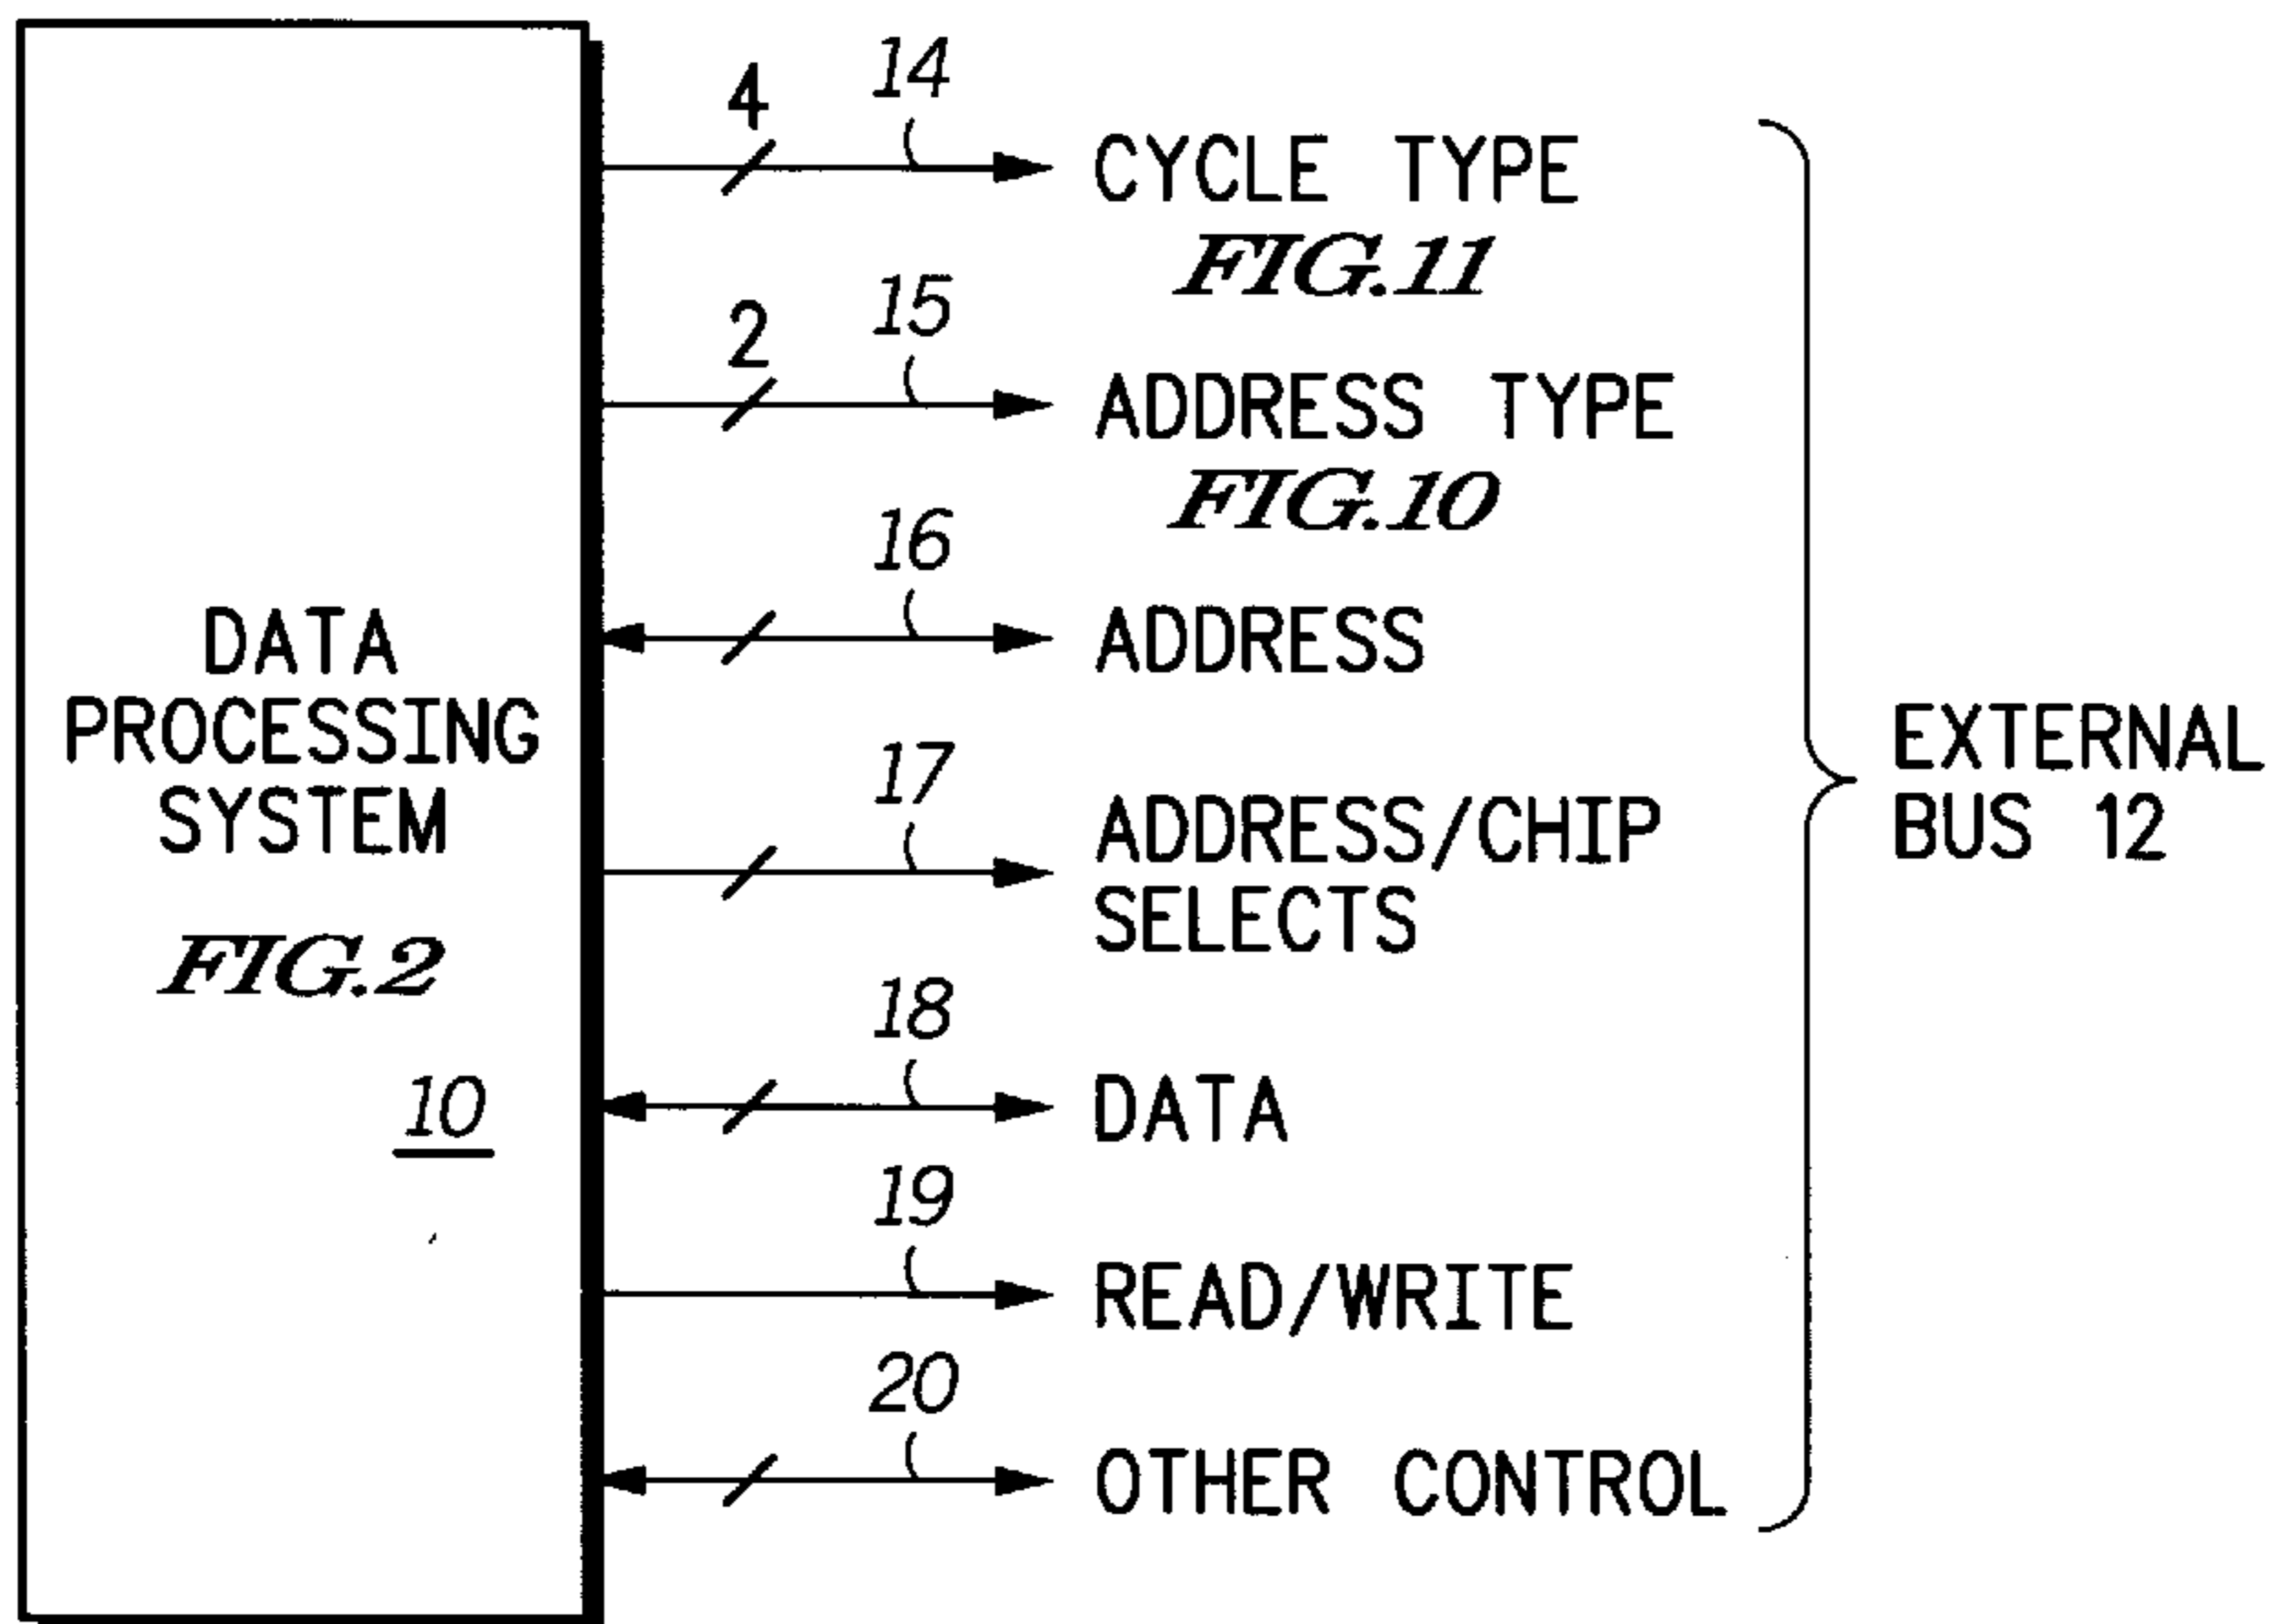 DATA
PROCESSING
SYSTEM
FIG.2
10
4
14
CYCLE TYPE
FIG.11
2
15
ADDRESS TYPE
FIG.10
16
ADDRESS
17
ADDRESS/CHIP
SELECTS
18
DATA
19
READ/WRITE
20
OTHER CONTROL
EXTERNAL
BUS 12